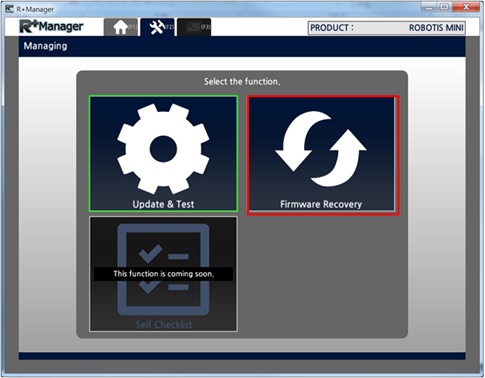 R+Manager
R+Manager
(F1)
(F2)
(F3)
PRODUCT : ROBOTIS MINI
Managing
Select the function.
Update & Test
Firmware Recovery
This function is coming soon.
Self Checklist